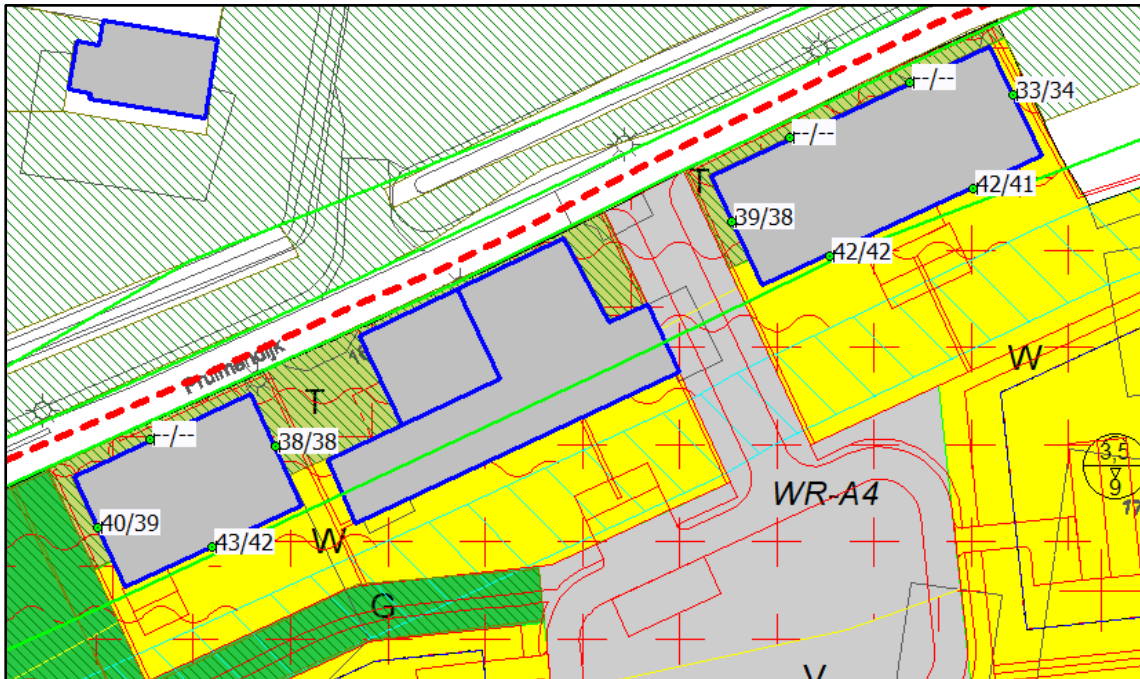 --/--
33/34
--/--
T
42/41
39/38
42/42
W
T
--/--
38/38
3,5
9
WR-A4
40/39
43/42
W
G
V